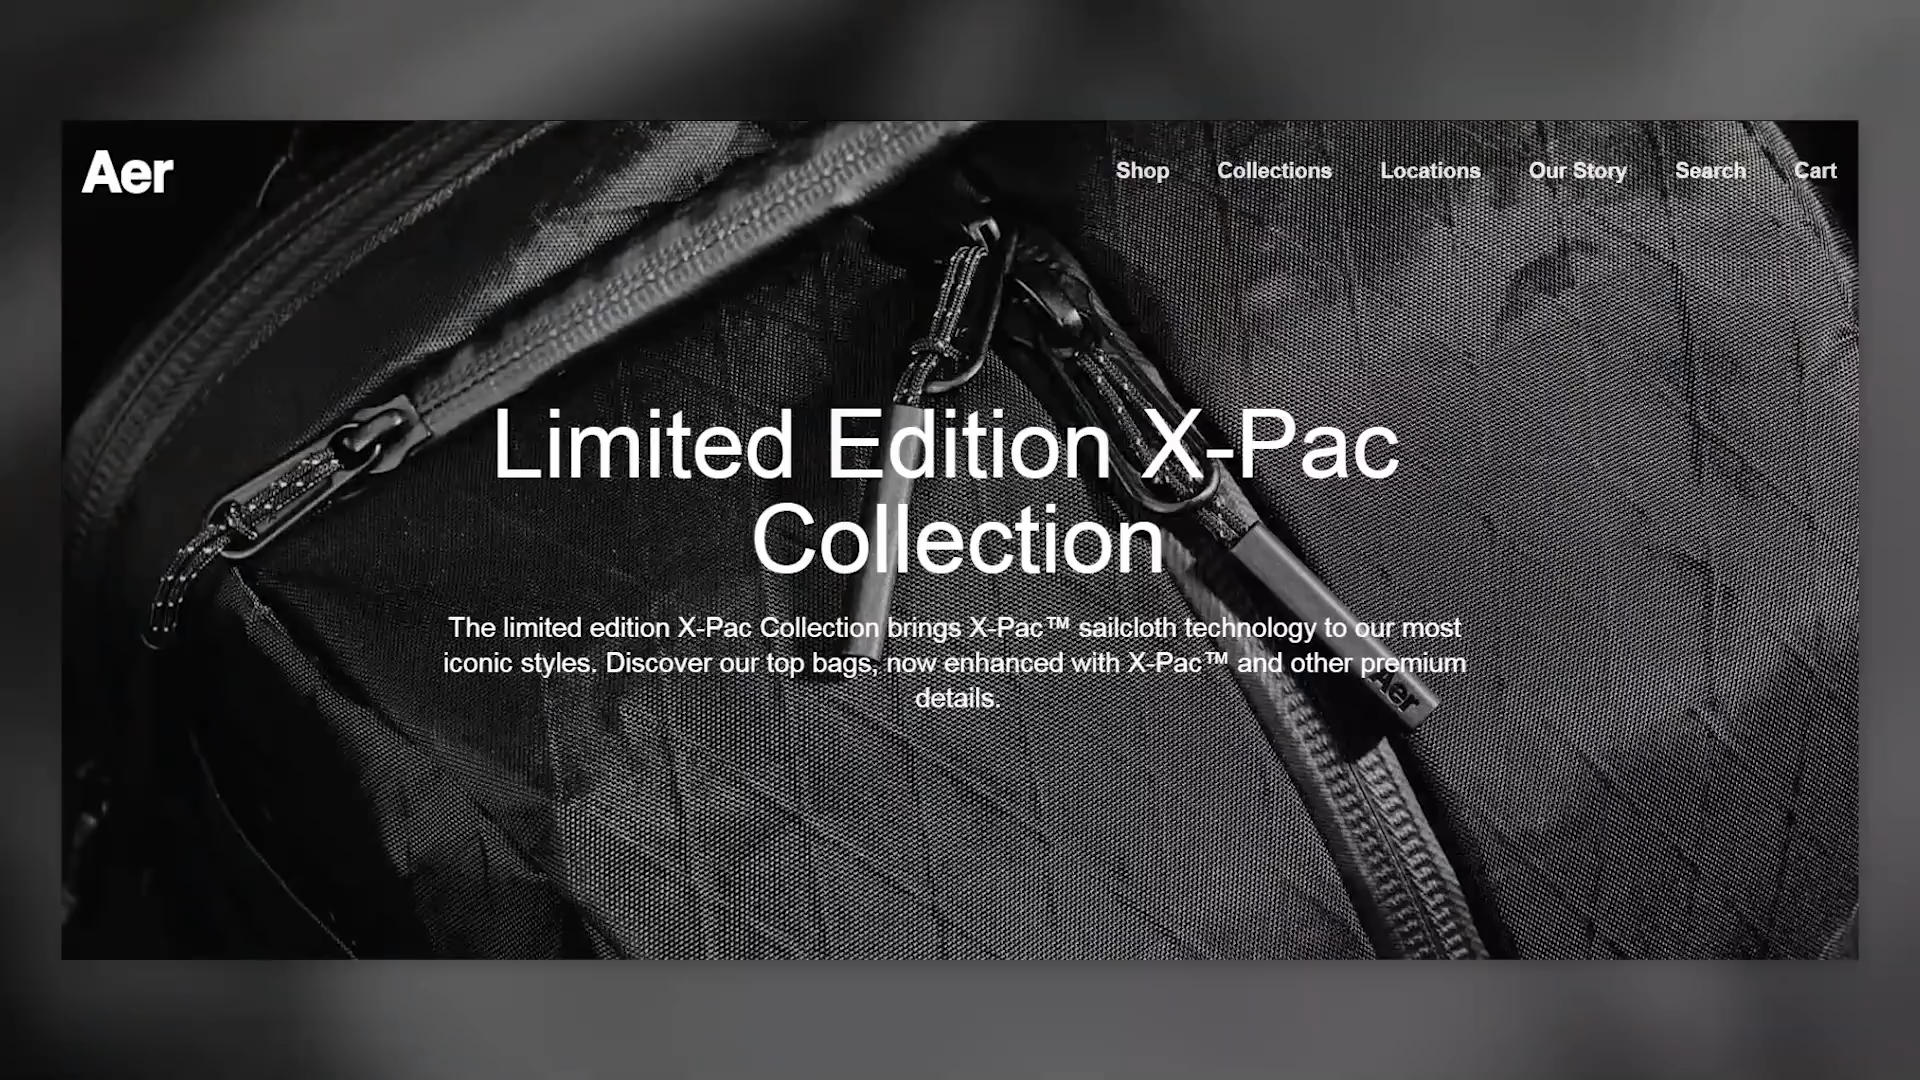 Aer
Shop Collections Locations Our Story Search Cart
Limited Edition X-Pac
Collection
The limited edition X-Pac Collection brings X-Pac™ sailcloth technology to our most
iconic styles. Discover our top bags, now enhanced with X-Pac™ and other premium
details.
Aer